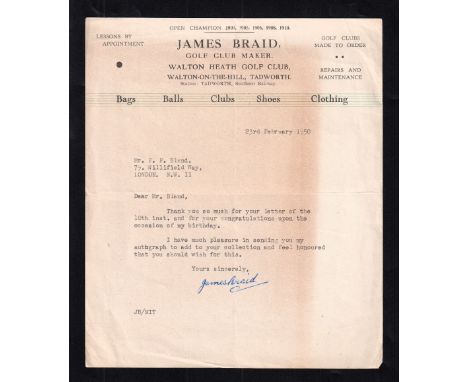 OPEN CHAMPION 1901, 1905, 1906, 1908, 1910.
LESSONS BY
APPOINTMENT
JAMES BRAID,
GOLF CLUB MAKER,
WALTON HEATH GOLF CLUB,
WALTON-ON-THE-HILL, TADWORTH.
Station: TADWORTH, Southern Railway.
GOLF CLUBS
MADE TO ORDER
REPAIRS AND
MAINTENANCE
Bags Balls Clubs Shoes Clothing
23rd February 1950
Mr. F. P. Bland,
79, Willifield Way,
LONDON. N.W. 11
Dear Mr. Bland,
Thank you so much for your letter of the
10th inst. and for your congratulations upon the
occasion of my birthday.
I have much pleasure in sending you my
autograph to add to your collection and feel honoured
that you should wish for this.
Yours sincerely,
James Braid
JB/NIT